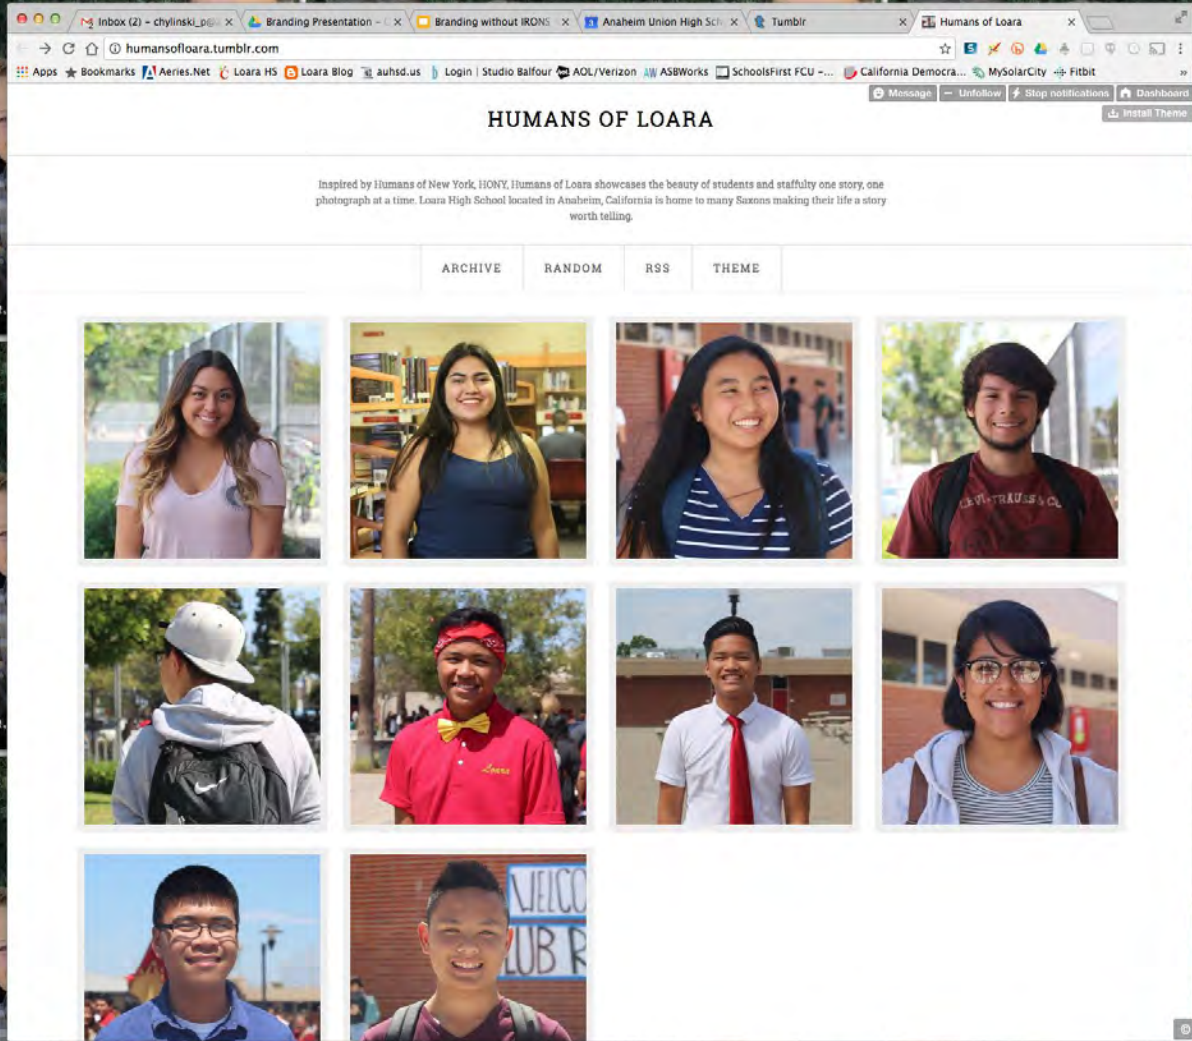 Inbox (2) - chylinski_p@
Branding Presentation -
Branding without IRONS
Anaheim Union High Sch
Tumblr
Humans of Loara
humansofloara.tumblr.com
Apps Bookmarks Aeries.Net Loara HS Loara Blog auhsd.us Login | Studio Balfour AOL/Verizon ASBWorks SchoolsFirst FCU -... California Democra... MySolarCity Fitbit »
Message Unfollow Stop notifications Dashboard
Install Theme
HUMANS OF LOARA
Inspired by Humans of New York, HONY, Humans of Loara showcases the beauty of students and staffulty one story, one
photograph at a time. Loara High School located in Anaheim, California is home to many Saxons making their life a story
worth telling.
ARCHIVE RANDOM RSS THEME
LEVI STRAUSS & CO
Loara
WELCO
LUB R